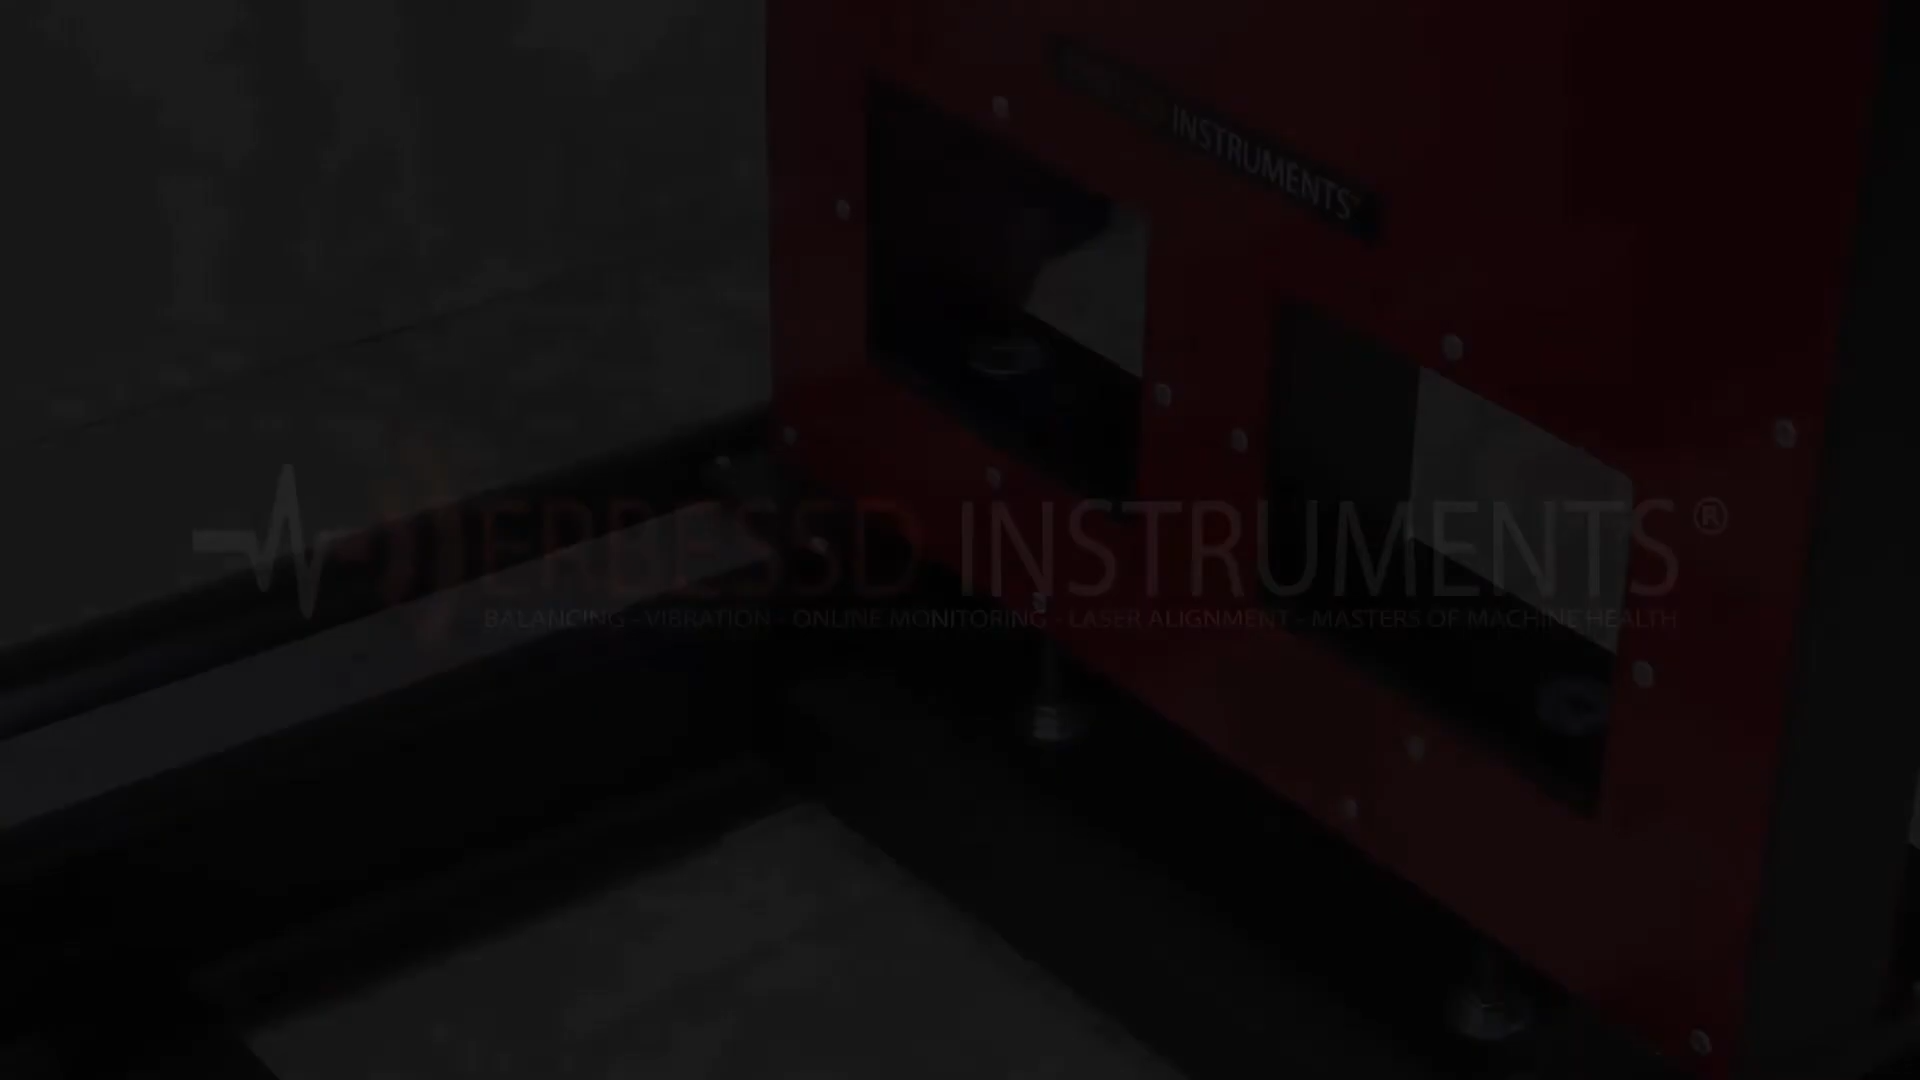 INSTRUMENTS
ERBESSD INSTRUMENTS®
BALANCING - VIBRATION - ONLINE MONITORING - LASER ALIGNMENT - MASTERS OF MACHINE HEALTH